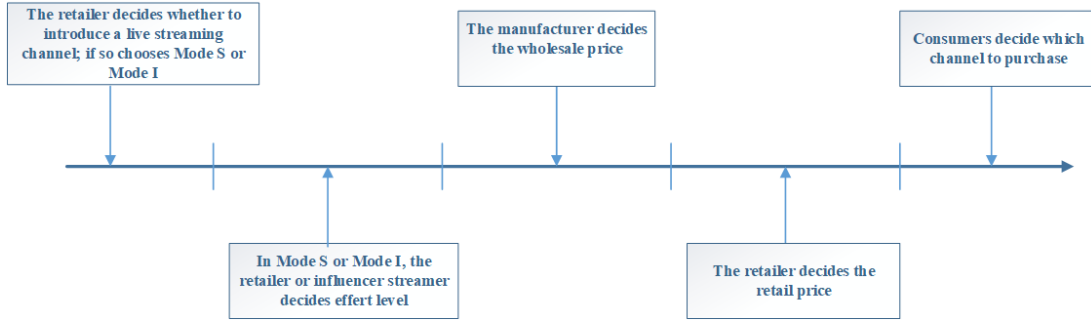 The retailer decides whether to
introduce a live streaming
channel; if so chooses Mode S or
Mode I
In Mode S or Mode I, the
retailer or influencer streamer
decides effert level
The manufacturer decides
the wholesale price
The retailer decides the
retail price
Consumers decide which
channel to purchase